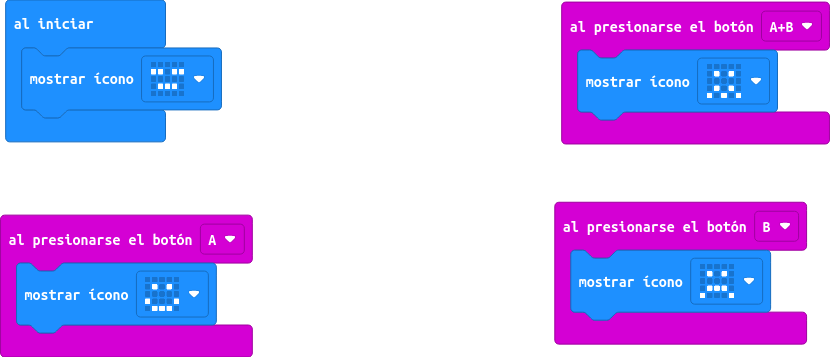 al iniciar
mostrar ícono
al presionarse el botón A+B
mostrar ícono
al presionarse el botón A
mostrar ícono
al presionarse el botón B
mostrar ícono